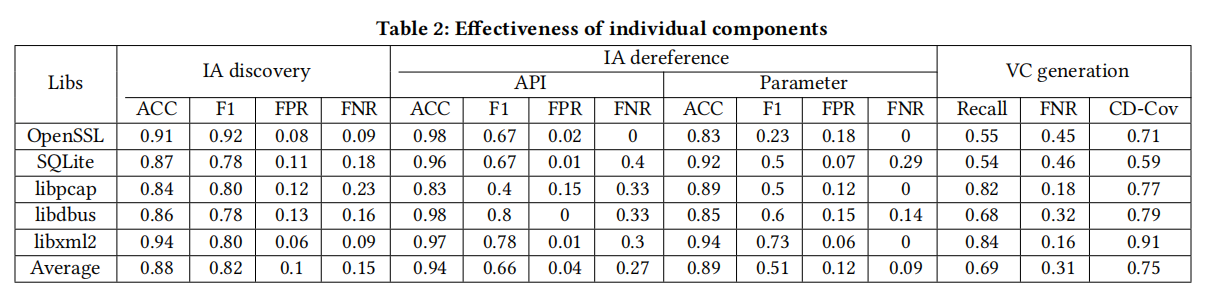 Table 2: Effectiveness of individual components
Libs IA discovery IA dereference VC generation
API Parameter
ACC F1 FPR FNR ACC F1 FPR FNR ACC F1 FPR FNR Recall FNR CD-Cov
OpenSSL 0.91 0.92 0.08 0.09 0.98 0.67 0.02 0 0.83 0.23 0.18 0 0.55 0.45 0.71
SQLite 0.87 0.78 0.11 0.18 0.96 0.67 0.01 0.4 0.92 0.5 0.07 0.29 0.54 0.46 0.59
libpcap 0.84 0.80 0.12 0.23 0.83 0.4 0.15 0.33 0.89 0.5 0.12 0 0.82 0.18 0.77
libdbus 0.86 0.78 0.13 0.16 0.98 0.8 0 0.33 0.85 0.6 0.15 0.14 0.68 0.32 0.79
libxml2 0.94 0.80 0.06 0.09 0.97 0.78 0.01 0.3 0.94 0.73 0.06 0 0.84 0.16 0.91
Average 0.88 0.82 0.1 0.15 0.94 0.66 0.04 0.27 0.89 0.51 0.12 0.09 0.69 0.31 0.75